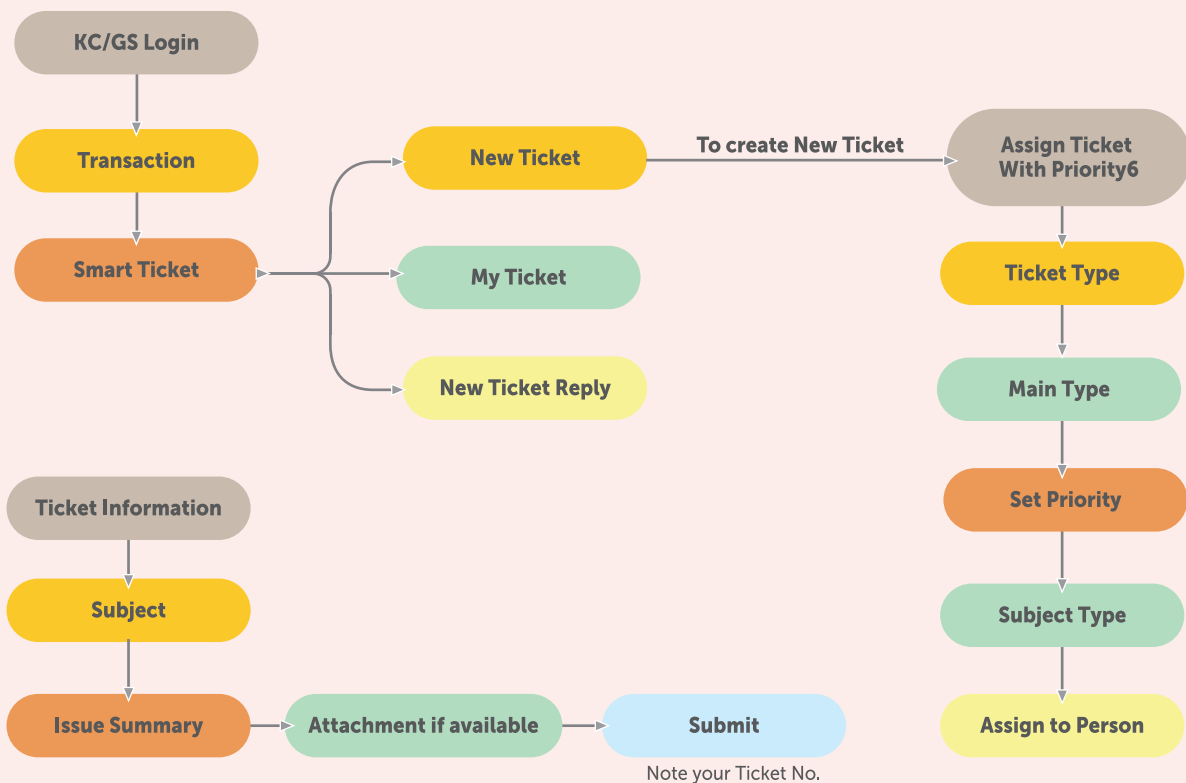 KC/GS Login
Transaction
Smart Ticket
New Ticket
My Ticket
New Ticket Reply
To create New Ticket
Assign Ticket
With Priority6
Ticket Type
Main Type
Set Priority
Subject Type
Assign to Person
Ticket Information
Subject
Issue Summary
Attachment if available
Submit
Note your Ticket No.